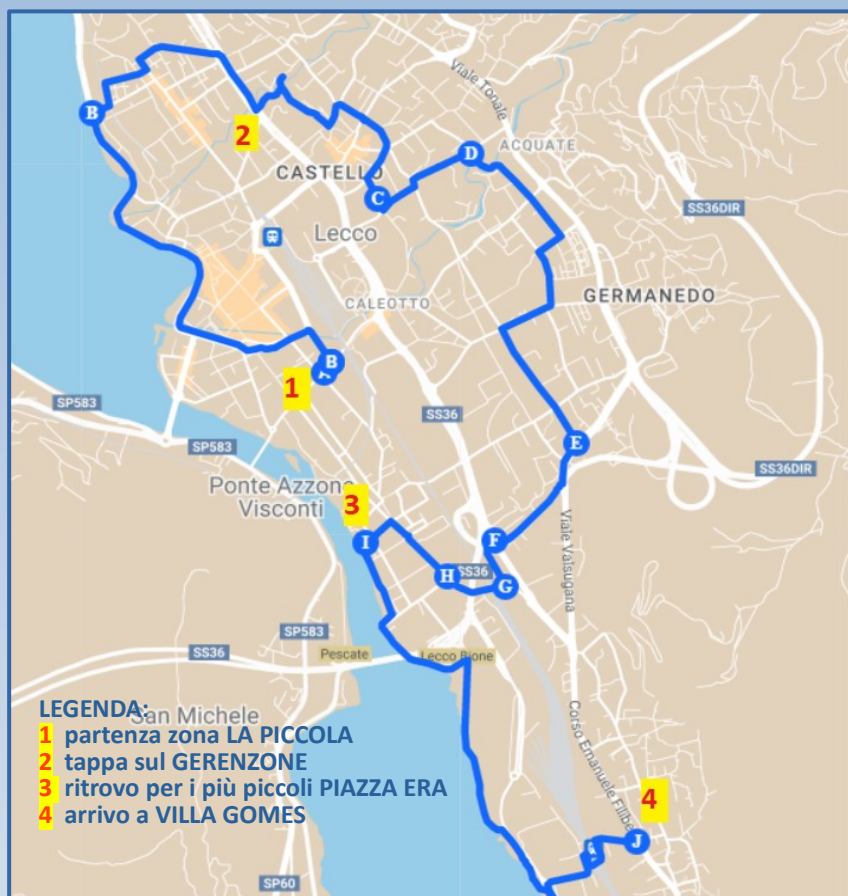 Viale Tonale
B
2
ACQUATE
D
CASTELLO
C
SS36DIR
Lecco
GERMANEDO
CALEOTTO
B
A
1
SP583
SS36
E
SP583
SS36DIR
Ponte Azzone
Visconti
3
Viale Valsugana
I
F
H
SS36
G
SP583
SS36
Pescate
Lecco Bione
LEGENDA:
San Michele
1 partenza zona LA PICCOLA
2 tappa sul GERENZONE
3 ritrovo per i più piccoli PIAZZA ERA
4 arrivo a VILLA GOMES
Corso Emanuele Filibe
4
J
SP60